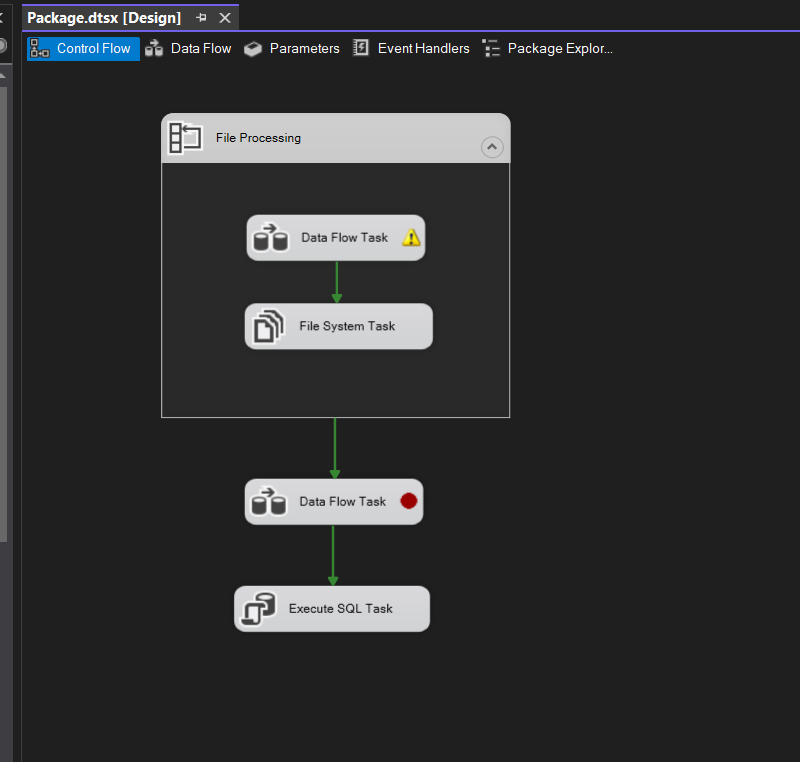 Package.dtsx [Design]
Control Flow Data Flow Parameters Event Handlers Package Explor...
File Processing
Data Flow Task
File System Task
Data Flow Task
Execute SQL Task